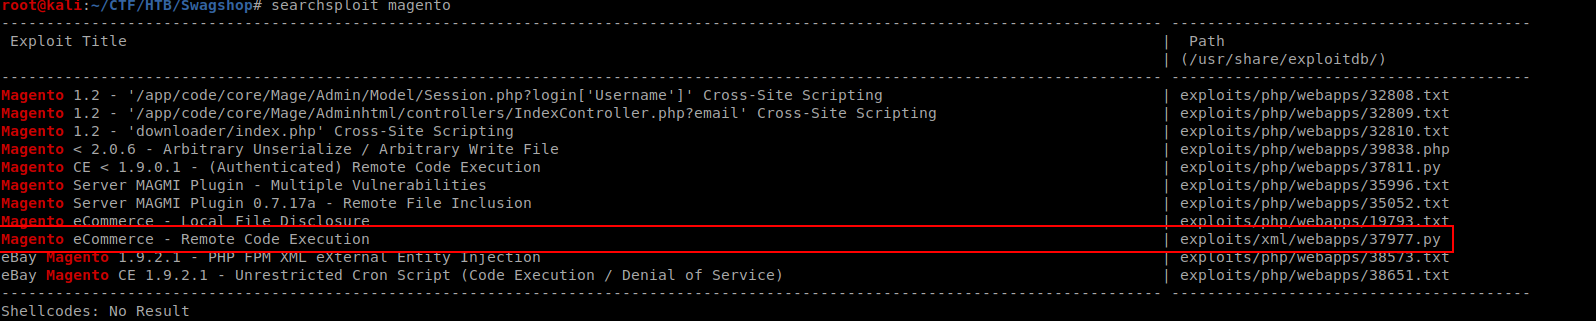 root@kali:~/CTF/HTB/Swagshop# searchsploit magento
---------------------------------------------------------------------------------------------------------------------------------- ----------------------------------------
Exploit Title | Path
| (/usr/share/exploitdb/)
---------------------------------------------------------------------------------------------------------------------------------- ----------------------------------------
Magento 1.2 - '/app/code/core/Mage/Admin/Model/Session.php?login['Username']' Cross-Site Scripting | exploits/php/webapps/32808.txt
Magento 1.2 - '/app/code/core/Mage/Adminhtml/controllers/IndexController.php?email' Cross-Site Scripting | exploits/php/webapps/32809.txt
Magento 1.2 - 'downloader/index.php' Cross-Site Scripting | exploits/php/webapps/32810.txt
Magento < 2.0.6 - Arbitrary Unserialize / Arbitrary Write File | exploits/php/webapps/39838.php
Magento CE < 1.9.0.1 - (Authenticated) Remote Code Execution | exploits/php/webapps/37811.py
Magento Server MAGMI Plugin - Multiple Vulnerabilities | exploits/php/webapps/35996.txt
Magento Server MAGMI Plugin 0.7.17a - Remote File Inclusion | exploits/php/webapps/35052.txt
Magento eCommerce - Local File Disclosure | exploits/php/webapps/19793.txt
Magento eCommerce - Remote Code Execution | exploits/xml/webapps/37977.py
eBay Magento 1.9.2.1 - PHP FPM XML eXternal Entity Injection | exploits/php/webapps/38573.txt
eBay Magento CE 1.9.2.1 - Unrestricted Cron Script (Code Execution / Denial of Service) | exploits/php/webapps/38651.txt
---------------------------------------------------------------------------------------------------------------------------------- ----------------------------------------
Shellcodes: No Result